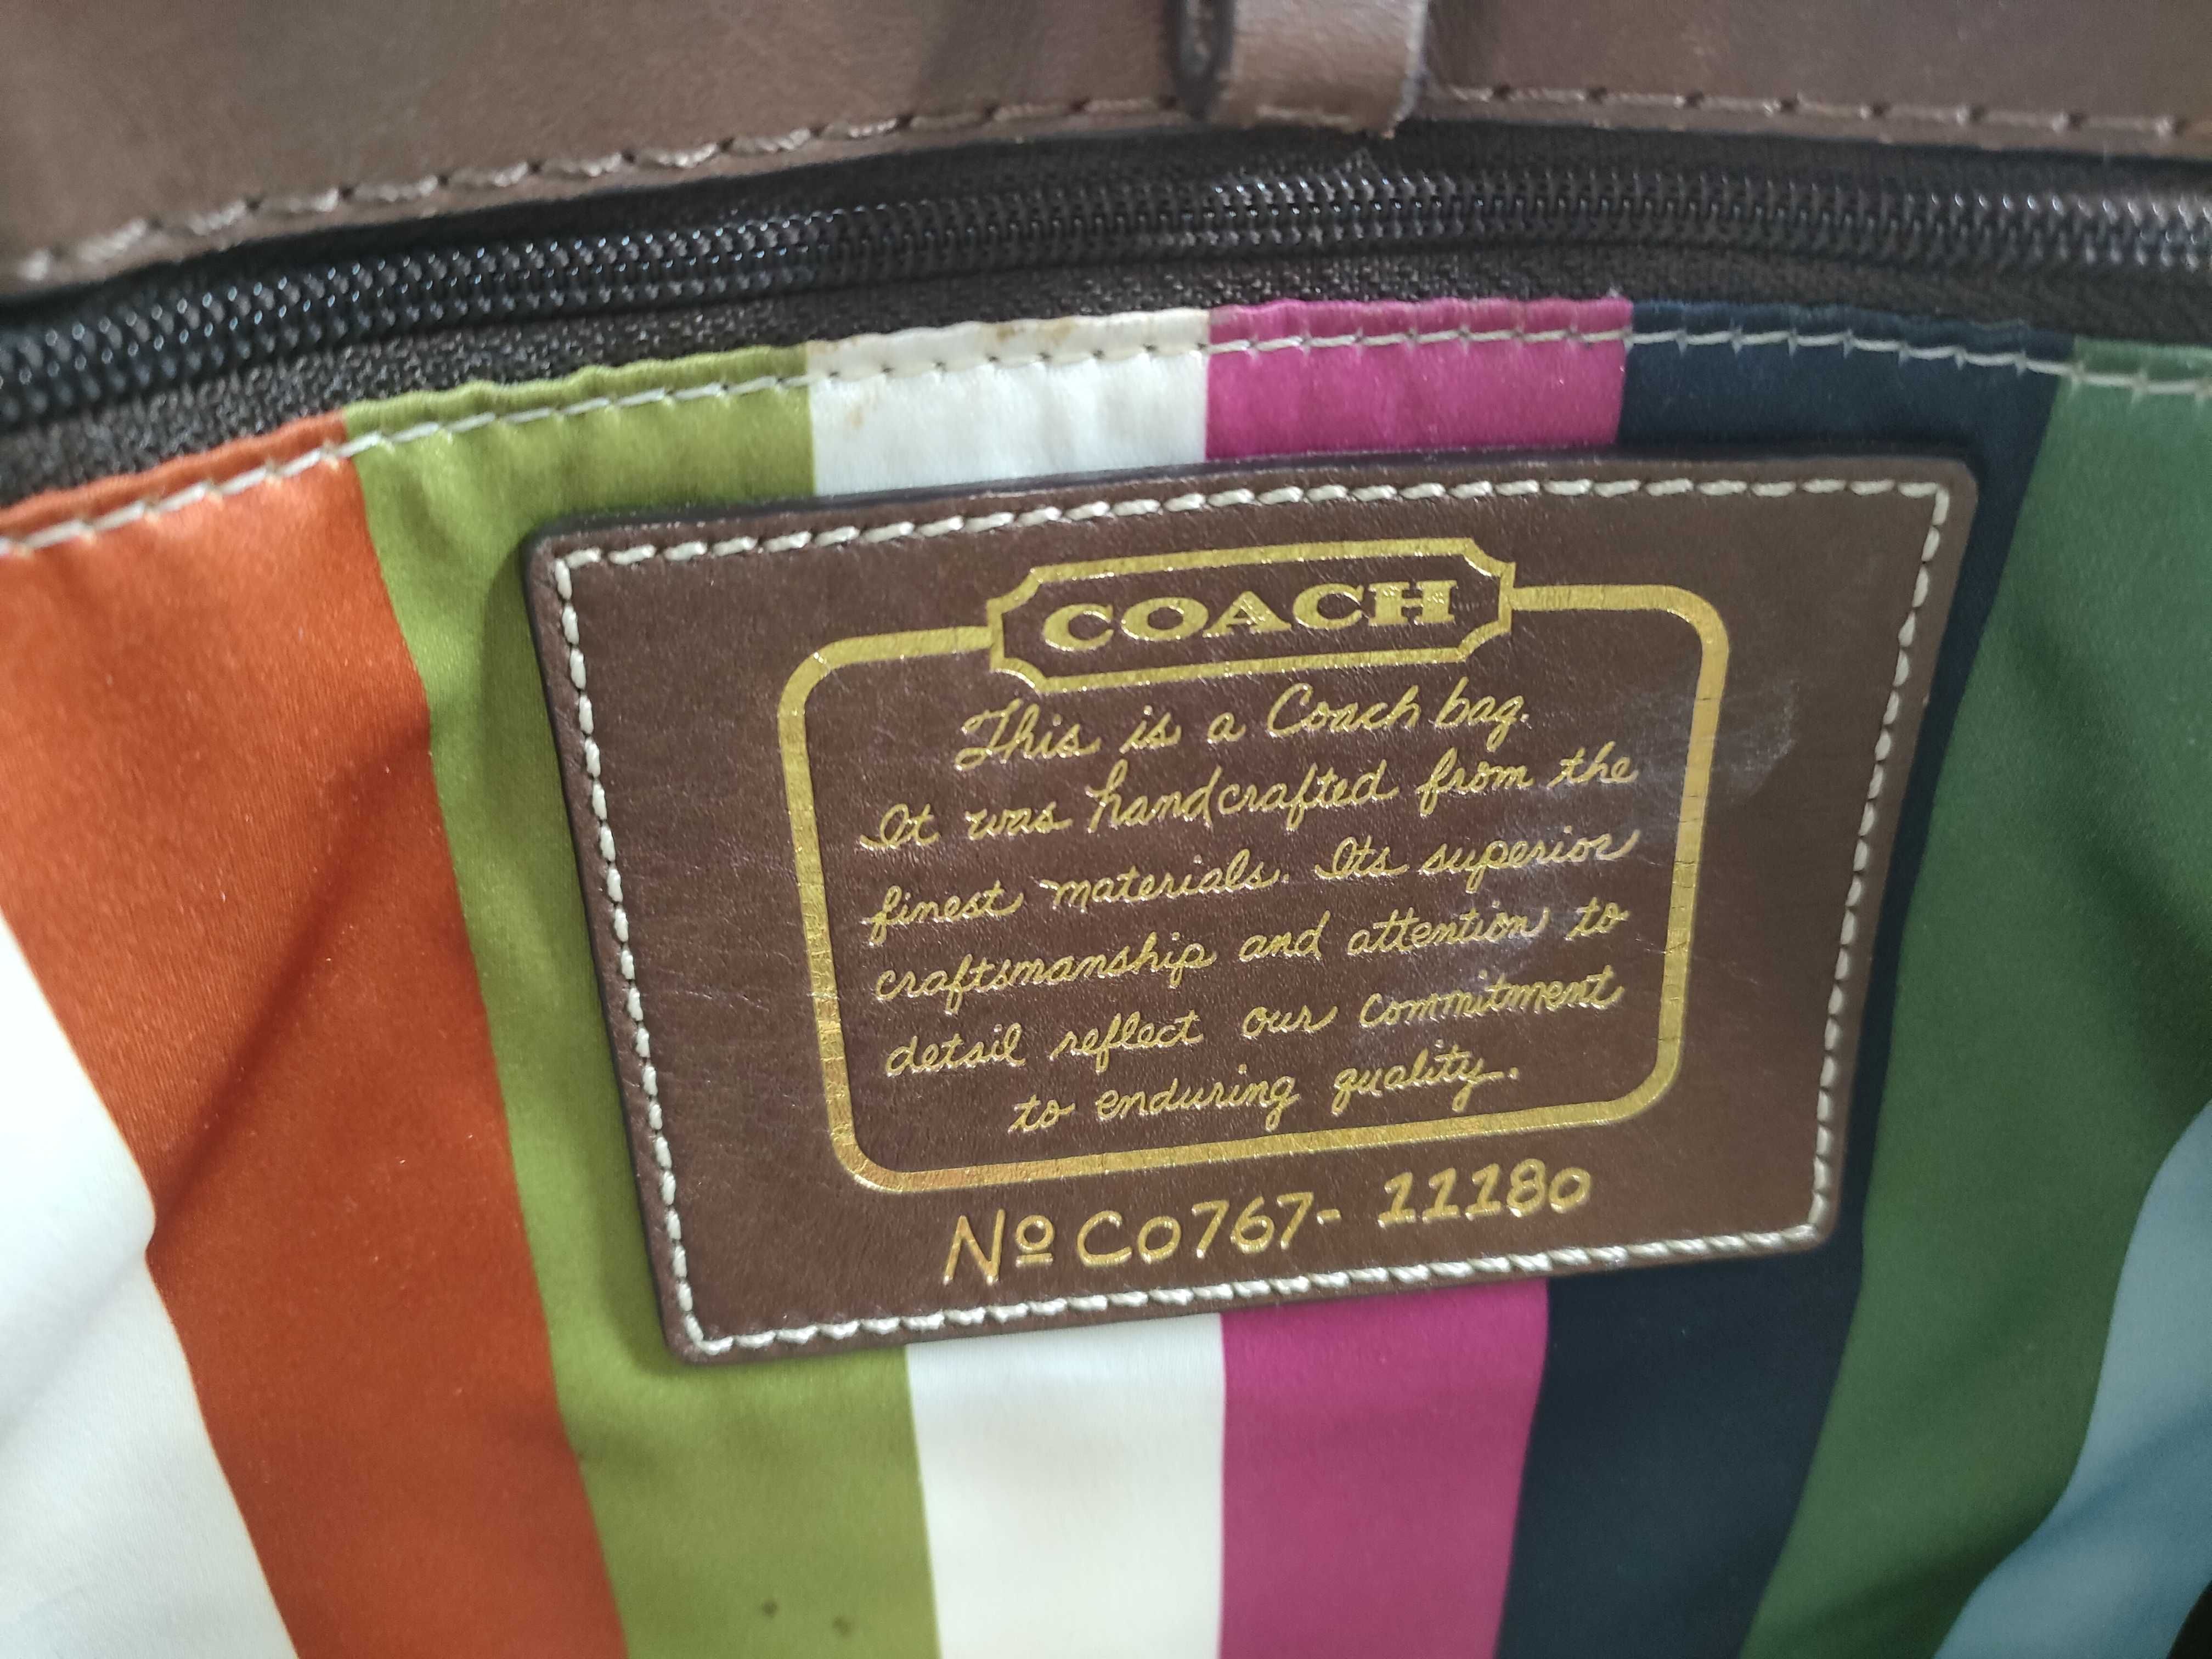 COACH
This is a Coach bag.
It was handcrafted from the
finest materials. Its superior
craftsmanship and attention to
detail reflect our commitment
to enduring quality.
Nº C0767-11180